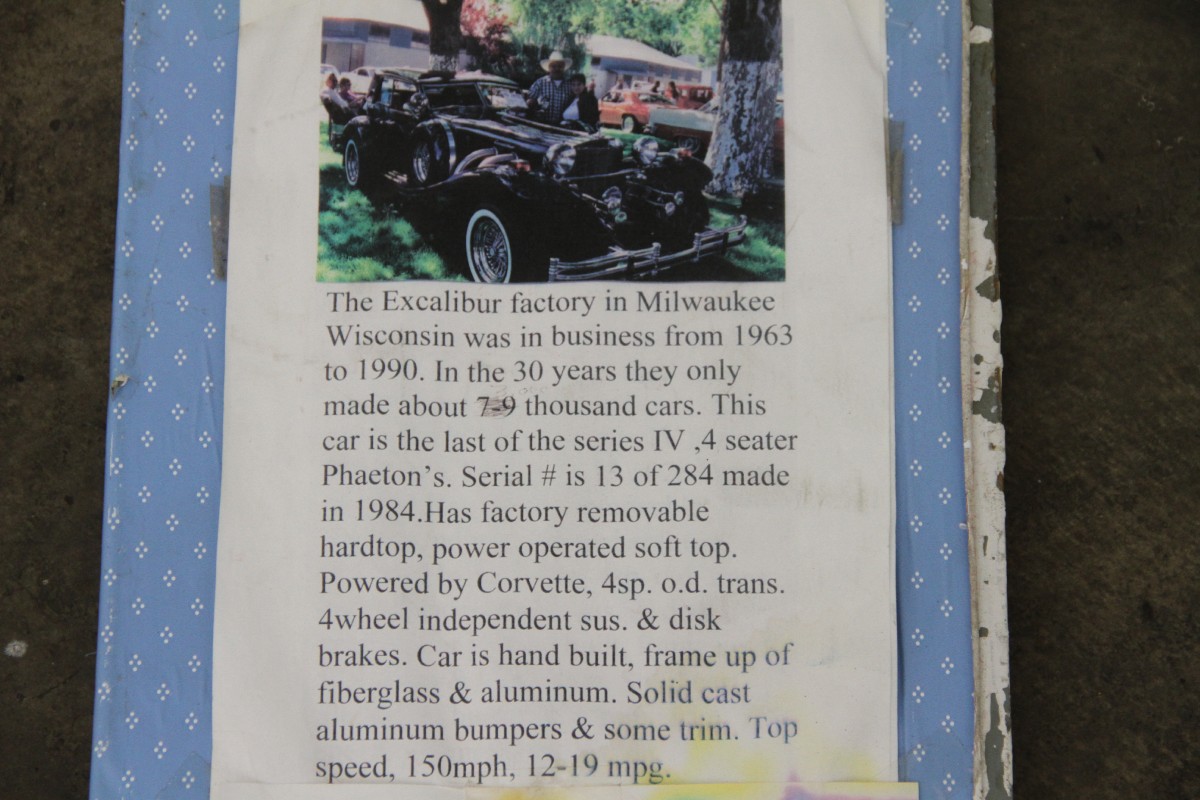 The Excalibur factory in Milwaukee
Wisconsin was in business from 1963
to 1990. In the 30 years they only
made about 7-9 thousand cars. This
car is the last of the series IV ,4 seater
Phaeton's. Serial # is 13 of 284 made
in 1984.Has factory removable
hardtop, power operated soft top.
Powered by Corvette, 4sp. o.d. trans.
4wheel independent sus. & disk
brakes. Car is hand built, frame up of
fiberglass & aluminum. Solid cast
aluminum bumpers & some trim. Top
speed, 150mph, 12-19 mpg.